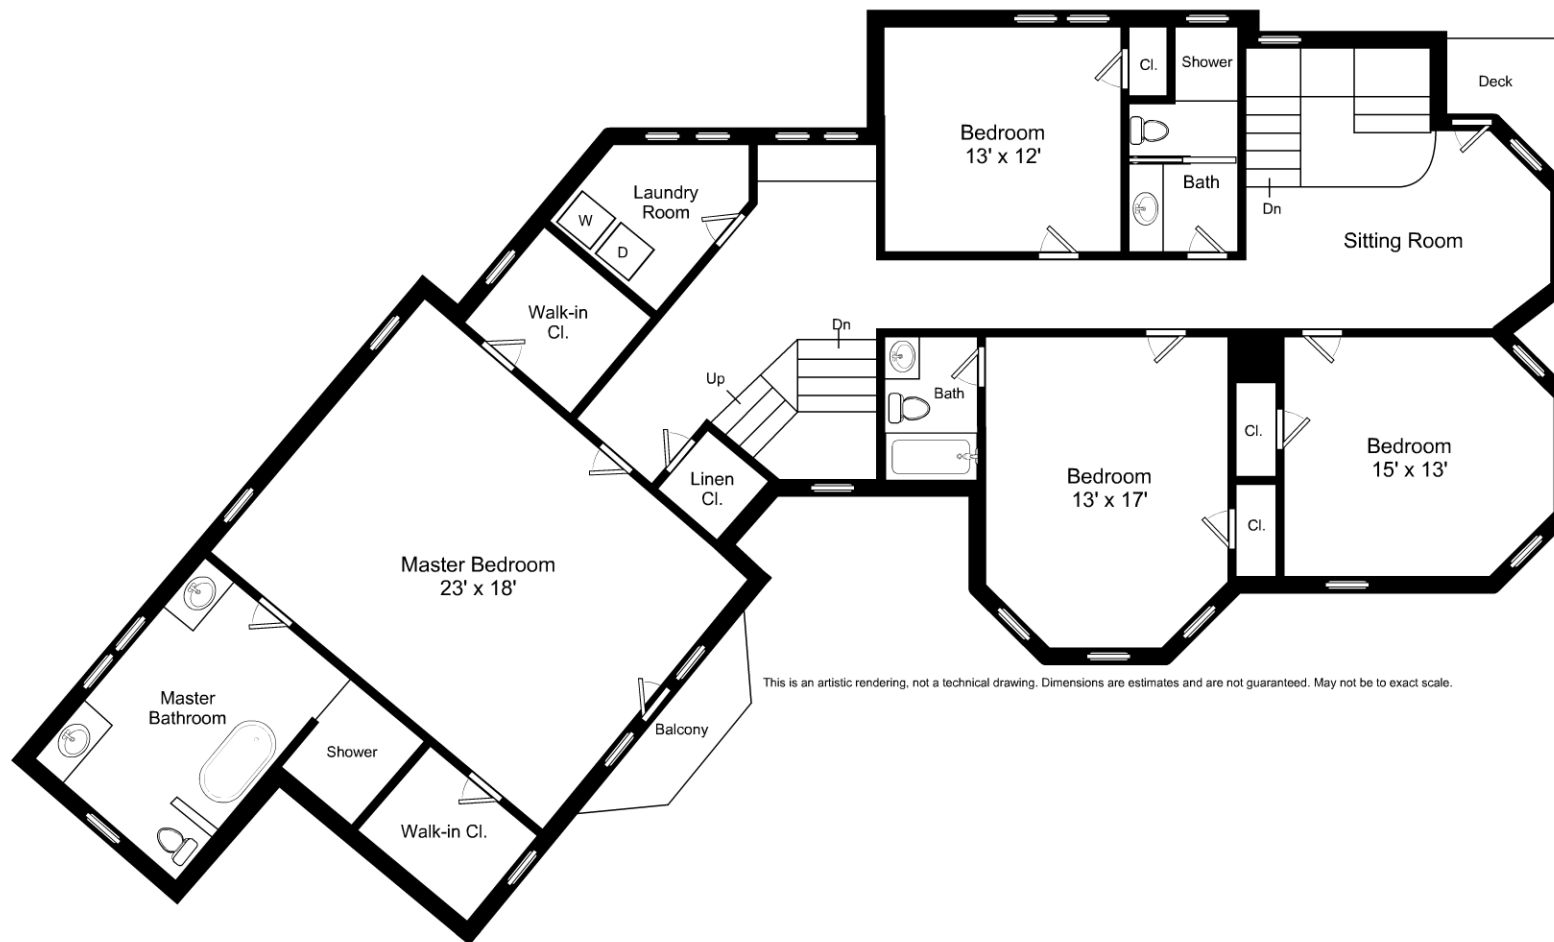 Cl.
Shower
Deck
Bedroom
13' x 12'
Bath
Dn
Sitting Room
Laundry
Room
W
D
Walk-in
Cl.
Dn
Up
Bath
Linen
Cl.
Bedroom
13' x 17'
Cl.
Cl.
Bedroom
15' x 13'
Master Bedroom
23' x 18'
Master
Bathroom
Shower
Walk-in Cl.
Balcony
This is an artistic rendering, not a technical drawing. Dimensions are estimates and are not guaranteed. May not be to exact scale.